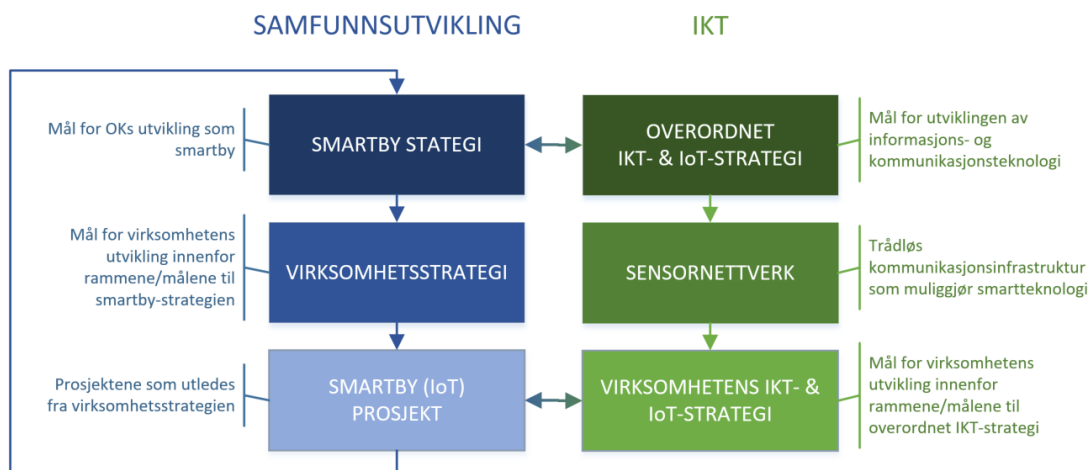 SAMFUNNSUTVIKLING
IKT
Mål for OKs utvikling som
smartby
SMARTBY STATEGI
OVERORDNET
IKT- & IoT-STRATEGI
Mål for utviklingen av
informasjons- og
kommunikasjonsteknologi
Mål for virksomhetens
utvikling innenfor
rammene/målene til
smartby-strategien
VIRKSOMHETSSTRATEGI
SENSORNETTVERK
Trådløs
kommunikasjonsinfrastruktur
som muliggjør smartteknologi
Prosjektene som utledes
fra virksomhetsstrategien
SMARTBY (IoT)
PROSJEKT
VIRKSOMHETENS IKT- &
IoT-STRATEGI
Mål for virksomhetens
utvikling innenfor
rammene/målene til
overordnet IKT-strategi